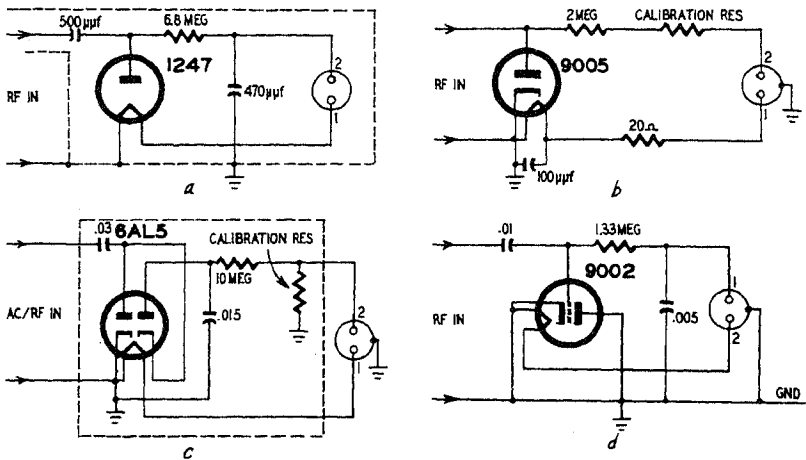 500μμf
6.8 MEG
1247
2
RF IN
470μμf
1
a
2 MEG
CALIBRATION RES
9005
2
RF IN
1
20Ω
100μμf
b
.03
6AL5
CALIBRATION RES
10 MEG
AC/RF IN
.015
2
1
c
.01
1.33MEG
9002
1
RF IN
.005
2
GND
d